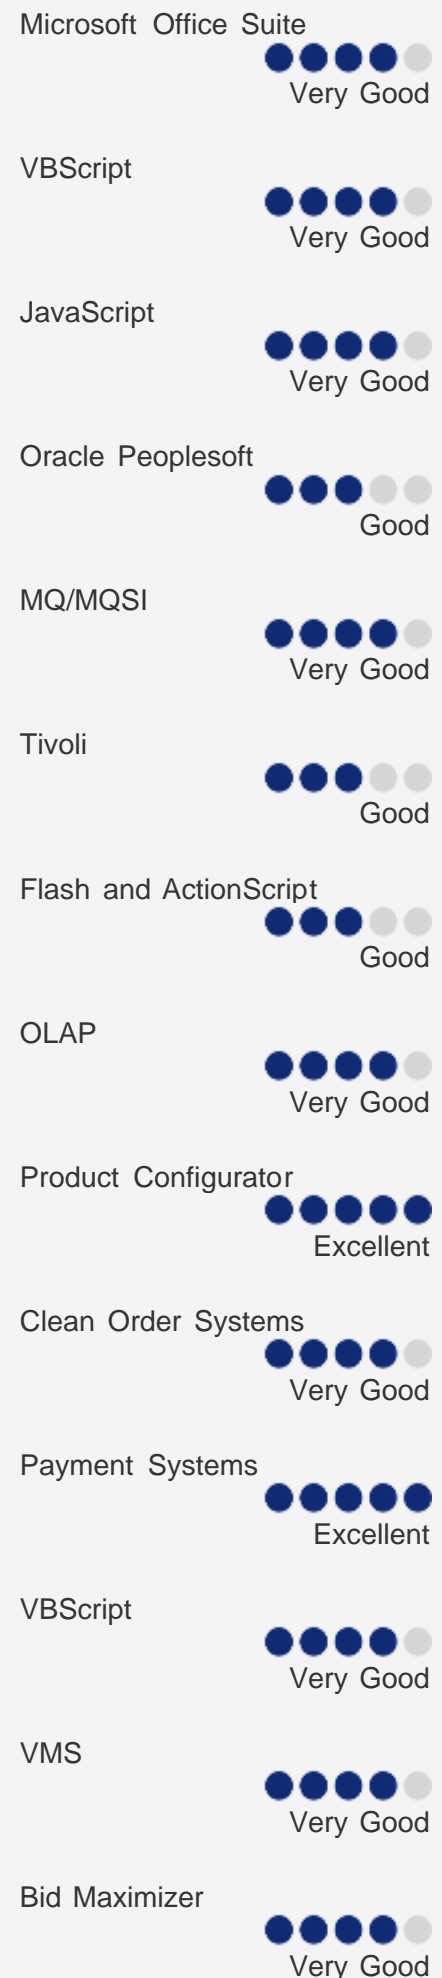 Microsoft Office Suite
Very Good
VBScript
Very Good
JavaScript
Very Good
Oracle Peoplesoft
Good
MQ/MQSI
Very Good
Tivoli
Good
Flash and ActionScript
Good
OLAP
Very Good
Product Configurator
Excellent
Clean Order Systems
Very Good
Payment Systems
Excellent
VBScript
Very Good
VMS
Very Good
Bid Maximizer
Very Good